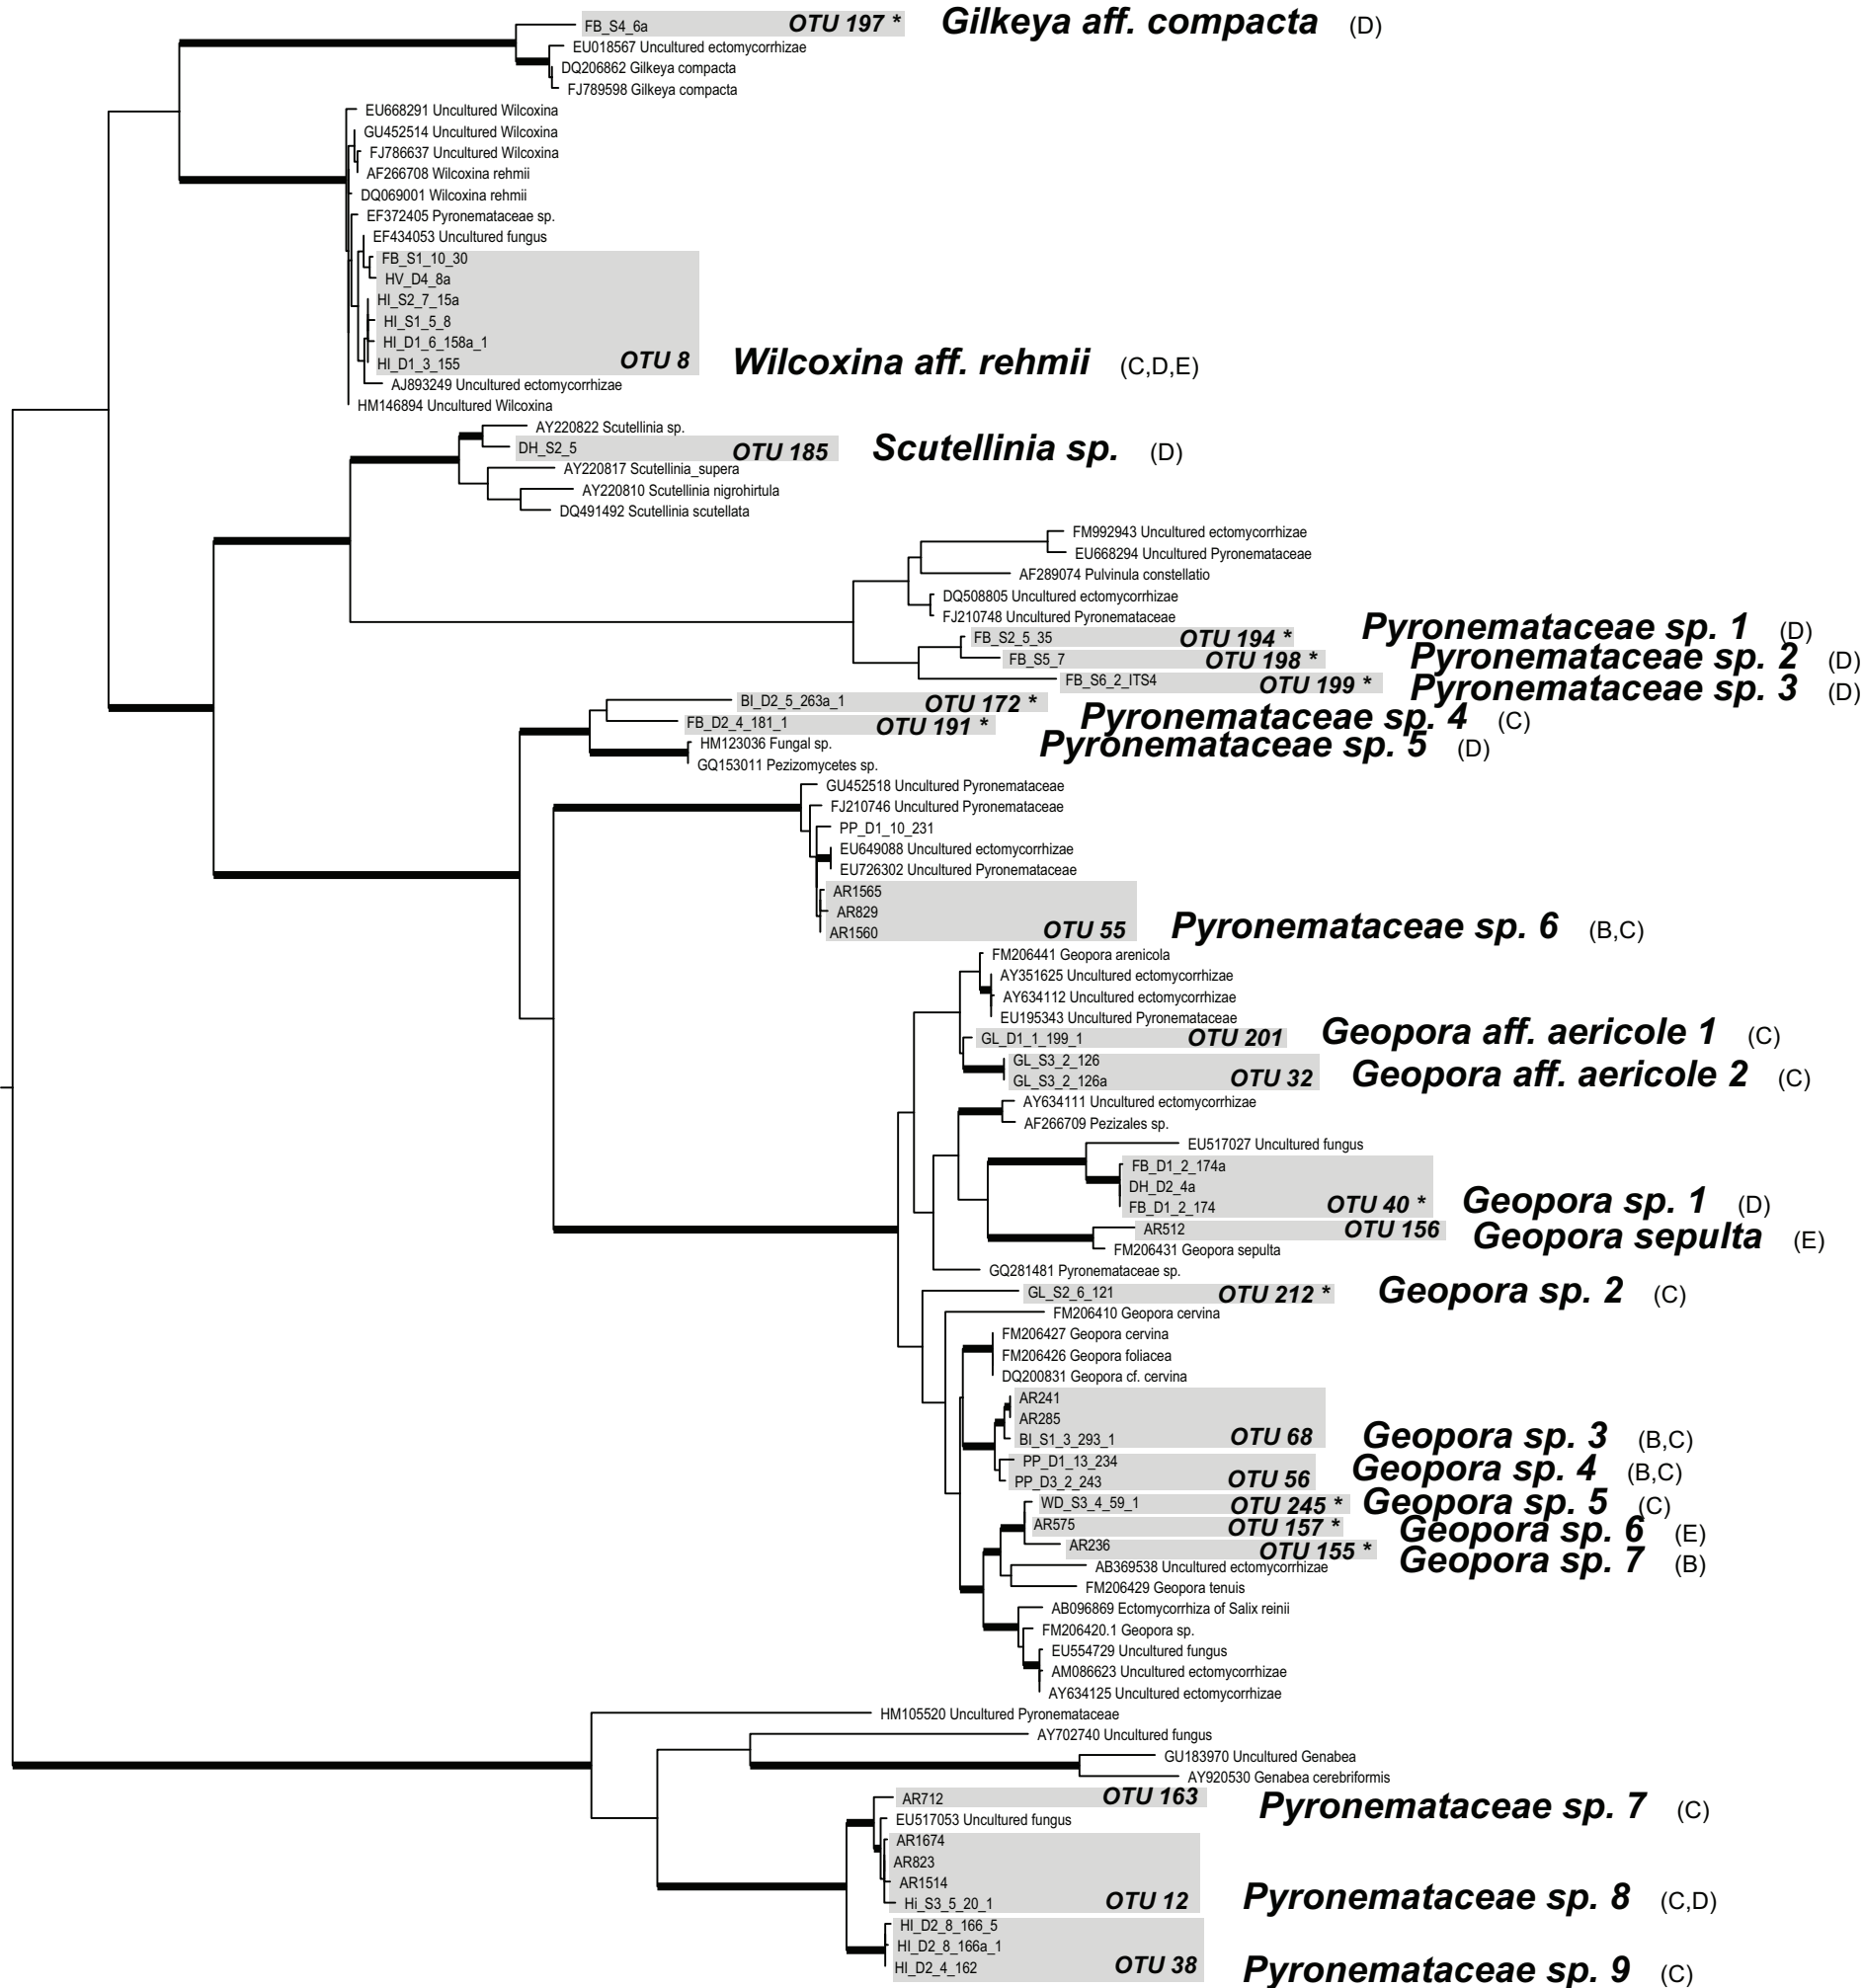 FB_S4_6a OTU 197 * Gilkeya aff. compacta (D)
EU018567 Uncultured ectomycorrhizae
DQ206862 Gilkeya compacta
FJ789598 Gilkeya compacta
EU668291 Uncultured Wilcoxina
GU452514 Uncultured Wilcoxina
FJ786637 Uncultured Wilcoxina
AF266708 Wilcoxina rehmii
DQ069001 Wilcoxina rehmii
EF372405 Pyronemataceae sp.
EF434053 Uncultured fungus
FB_S1_10_30
HV_D4_8a
HI_S2_7_15a
HI_S1_5_8
HI_D1_6_158a_1
HI_D1_3_155 OTU 8 Wilcoxina aff. rehmii (C,D,E)
AJ893249 Uncultured ectomycorrhizae
HM146894 Uncultured Wilcoxina
AY220822 Scutellinia sp.
DH_S2_5 OTU 185 Scutellinia sp. (D)
AY220817 Scutellinia_supera
AY220810 Scutellinia nigrohirtula
DQ491492 Scutellinia scutellata
FM992943 Uncultured ectomycorrhizae
EU668294 Uncultured Pyronemataceae
AF289074 Pulvinula constellatio
DQ508805 Uncultured ectomycorrhizae
FJ210748 Uncultured Pyronemataceae
FB_S2_5_35 OTU 194 * Pyronemataceae sp. 1 (D)
FB_S5_7 OTU 198 * Pyronemataceae sp. 2 (D)
FB_S6_2_ITS4 OTU 199 * Pyronemataceae sp. 3 (D)
BI_D2_5_263a_1 OTU 172 * Pyronemataceae sp. 4 (C)
FB_D2_4_181_1 OTU 191 * Pyronemataceae sp. 5 (D)
HM123036 Fungal sp.
GQ153011 Pezizomycetes sp.
GU452518 Uncultured Pyronemataceae
FJ210746 Uncultured Pyronemataceae
PP_D1_10_231
EU649088 Uncultured ectomycorrhizae
EU726302 Uncultured Pyronemataceae
AR1565
AR829
AR1560 OTU 55 Pyronemataceae sp. 6 (B,C)
FM206441 Geopora arenicola
AY351625 Uncultured ectomycorrhizae
AY634112 Uncultured ectomycorrhizae
EU195343 Uncultured Pyronemataceae
GL_D1_1_199_1 OTU 201 Geopora aff. aericole 1 (C)
GL_S3_2_126
GL_S3_2_126a OTU 32 Geopora aff. aericole 2 (C)
AY634111 Uncultured ectomycorrhizae
AF266709 Pezizales sp.
EU517027 Uncultured fungus
FB_D1_2_174a
DH_D2_4a
FB_D1_2_174 OTU 40 * Geopora sp. 1 (D)
AR512 OTU 156 Geopora sepulta (E)
FM206431 Geopora sepulta
GQ281481 Pyronemataceae sp.
GL_S2_6_121 OTU 212 * Geopora sp. 2 (C)
FM206410 Geopora cervina
FM206427 Geopora cervina
FM206426 Geopora foliacea
DQ200831 Geopora cf. cervina
AR241
AR285
BI_S1_3_293_1 OTU 68 Geopora sp. 3 (B,C)
PP_D1_13_234
PP_D3_2_243 OTU 56 Geopora sp. 4 (B,C)
WD_S3_4_59_1 OTU 245 * Geopora sp. 5 (C)
AR575 OTU 157 * Geopora sp. 6 (E)
AR236 OTU 155 * Geopora sp. 7 (B)
AB369538 Uncultured ectomycorrhizae
FM206429 Geopora tenuis
AB096869 Ectomycorrhiza of Salix reinii
FM206420.1 Geopora sp.
EU554729 Uncultured fungus
AM086623 Uncultured ectomycorrhizae
AY634125 Uncultured ectomycorrhizae
HM105520 Uncultured Pyronemataceae
AY702740 Uncultured fungus
GU183970 Uncultured Genabea
AY920530 Genabea cerebriformis
AR712 OTU 163 Pyronemataceae sp. 7 (C)
EU517053 Uncultured fungus
AR1674
AR823
AR1514
Hi_S3_5_20_1 OTU 12 Pyronemataceae sp. 8 (C,D)
HI_D2_8_166_5
HI_D2_8_166a_1
HI_D2_4_162 OTU 38 Pyronemataceae sp. 9 (C)